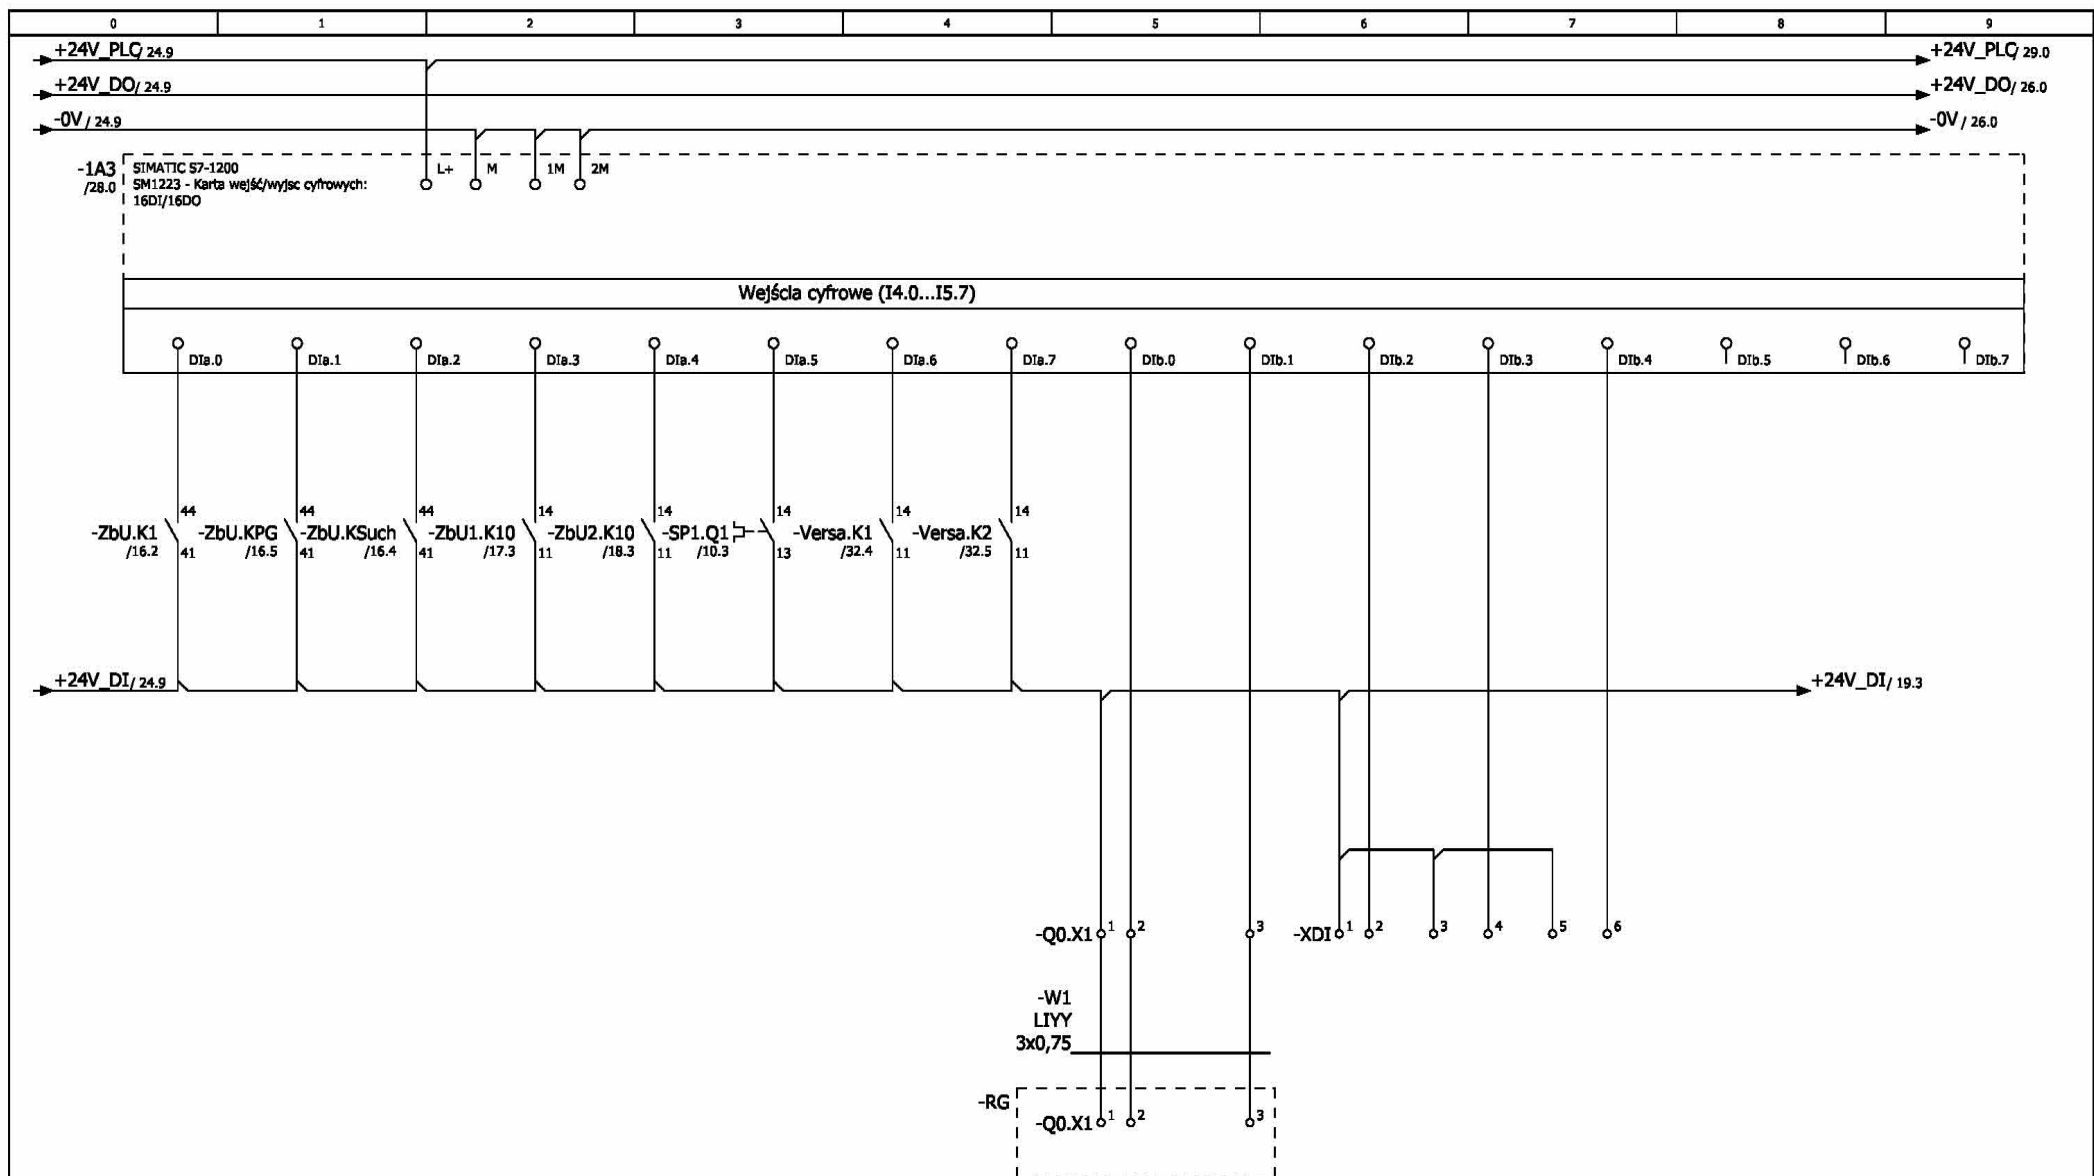 0 1 2 3 4 5 6 7 8 9
+24V_PLC/ 24.9 +24V_PLC/ 29.0
+24V_DO/ 24.9 +24V_DO/ 26.0
-0V / 24.9 -0V / 26.0
-1A3 SIMATIC S7-1200 L+ M 1M 2M
/28.0 SM1223 - Karta wejść/wyjsc cyfrowych:
16DI/16DO
Wejścia cyfrowe (I4.0...I5.7)
DIa.0 DIa.1 DIa.2 DIa.3 DIa.4 DIa.5 DIa.6 DIa.7 DIb.0 DIb.1 DIb.2 DIb.3 DIb.4 DIb.5 DIb.6 DIb.7
44 44 44 14 14 14 14 14
-ZbU.K1 -ZbU.KPG -ZbU.KSuch -ZbU1.K10 -ZbU2.K10 -SP1.Q1 -Versa.K1 -Versa.K2
/16.2 41 /16.5 41 /16.4 41 /17.3 11 /18.3 11 /10.3 13 /32.4 11 /32.5 11
+24V_DI/ 24.9 +24V_DI/ 19.3
-Q0.X1 1 2 3 -XDI 1 2 3 4 5 6
-W1
LIYY
3x0,75
-RG
-Q0.X1 1 2 3